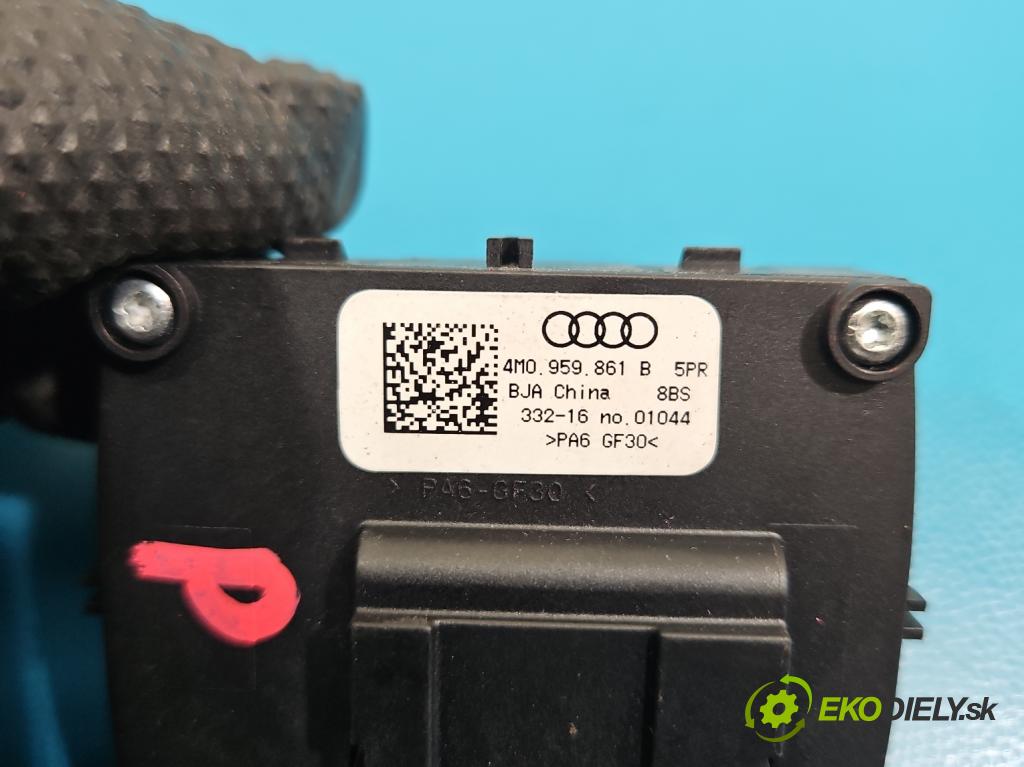 4M0.959.861 B 5PR
BJA China 8BS
332-16 no.01044
>PA6 GF30<
> PA6-GF30 <
P
EKODIELY.sk